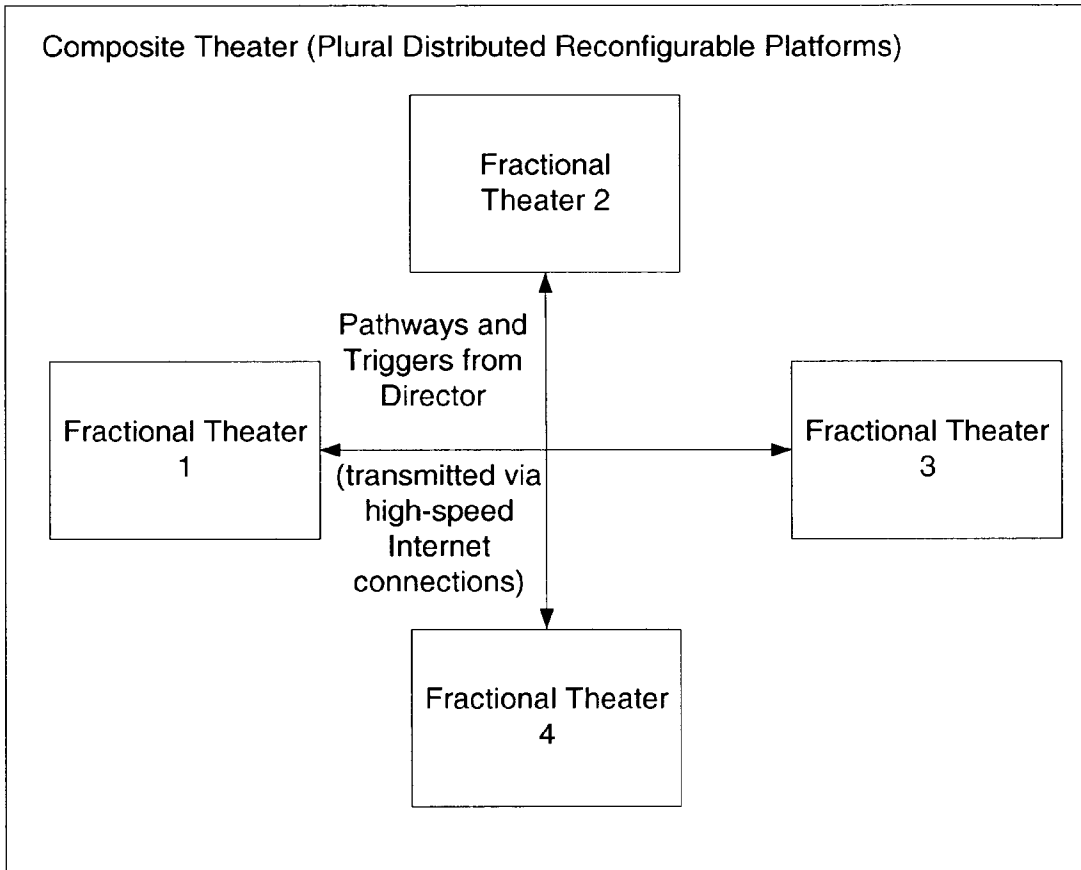 Composite Theater (Plural Distributed Reconfigurable Platforms)
Fractional
Theater 2
Pathways and
Triggers from
Director
Fractional Theater
1
Fractional Theater
3
(transmitted via
high-speed
Internet
connections)
Fractional Theater
4